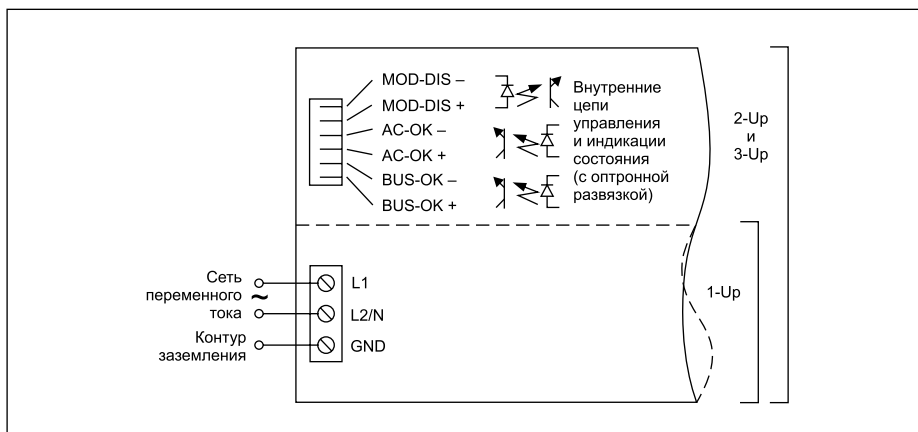 MOD-DIS –
MOD-DIS +
AC-OK –
AC-OK +
BUS-OK –
BUS-OK +
Внутренние
цепи
управления
и индикации
состояния
(с оптронной
развязкой)
2-Up
и
3-Up
1-Up
Сеть
переменного
~
тока
Контур
заземления
L1
L2/N
GND